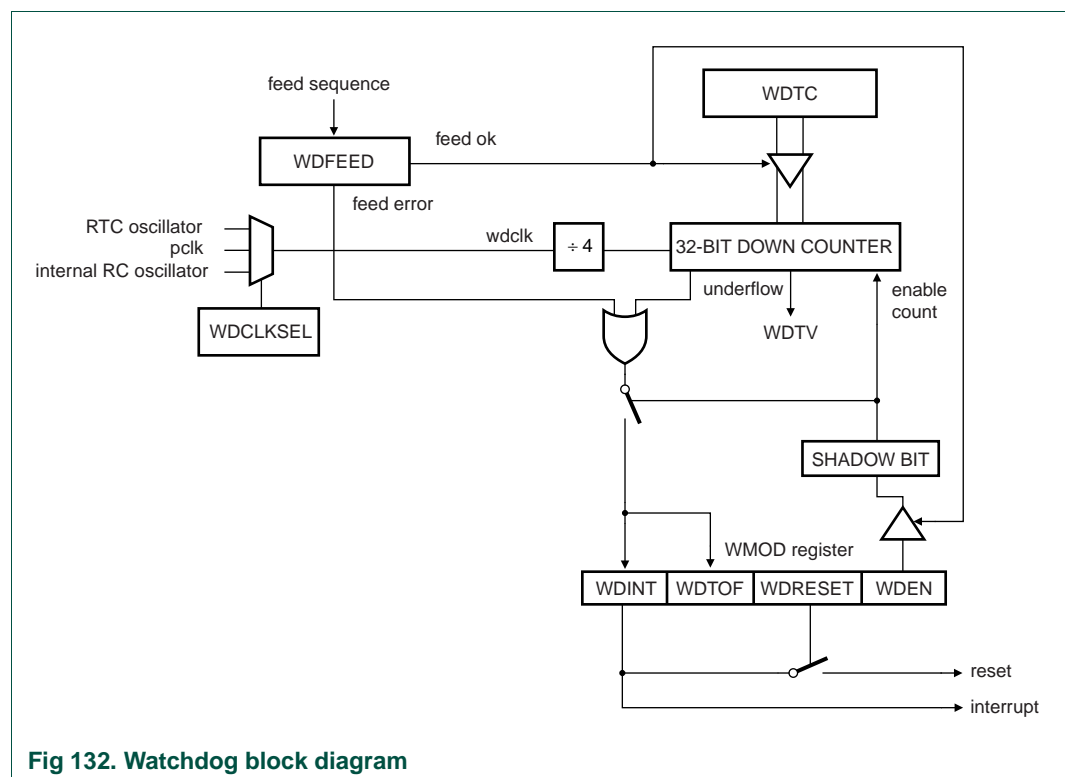 feed sequence
WDTC
feed ok
WDFEED
feed error
RTC oscillator
pclk
internal RC oscillator
wdclk
÷ 4
32-BIT DOWN COUNTER
underflow
enable
count
WDCLKSEL
WDTV
SHADOW BIT
WMOD register
WDINT
WDTOF
WDRESET
WDEN
reset
interrupt
Fig 132. Watchdog block diagram